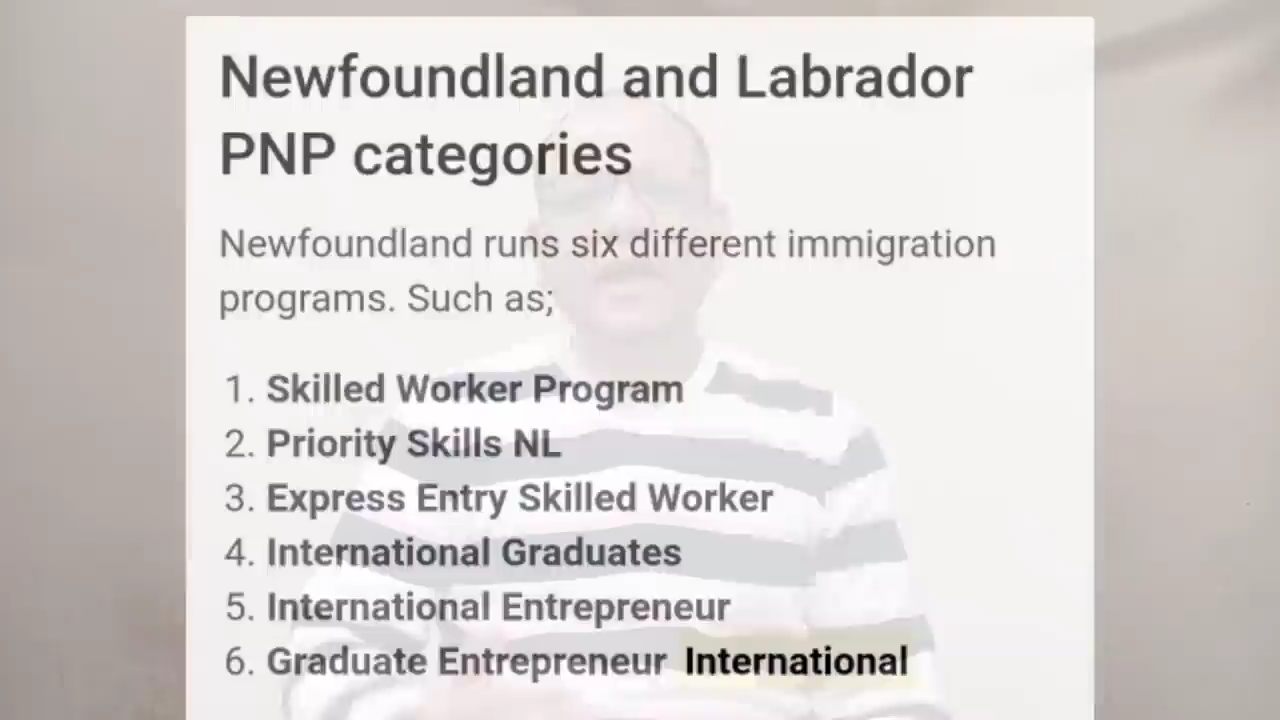 Newfoundland and Labrador
PNP categories
Newfoundland runs six different immigration
programs. Such as;
1. Skilled Worker Program
2. Priority Skills NL
3. Express Entry Skilled Worker
4. International Graduates
5. International Entrepreneur
6. Graduate Entrepreneur International